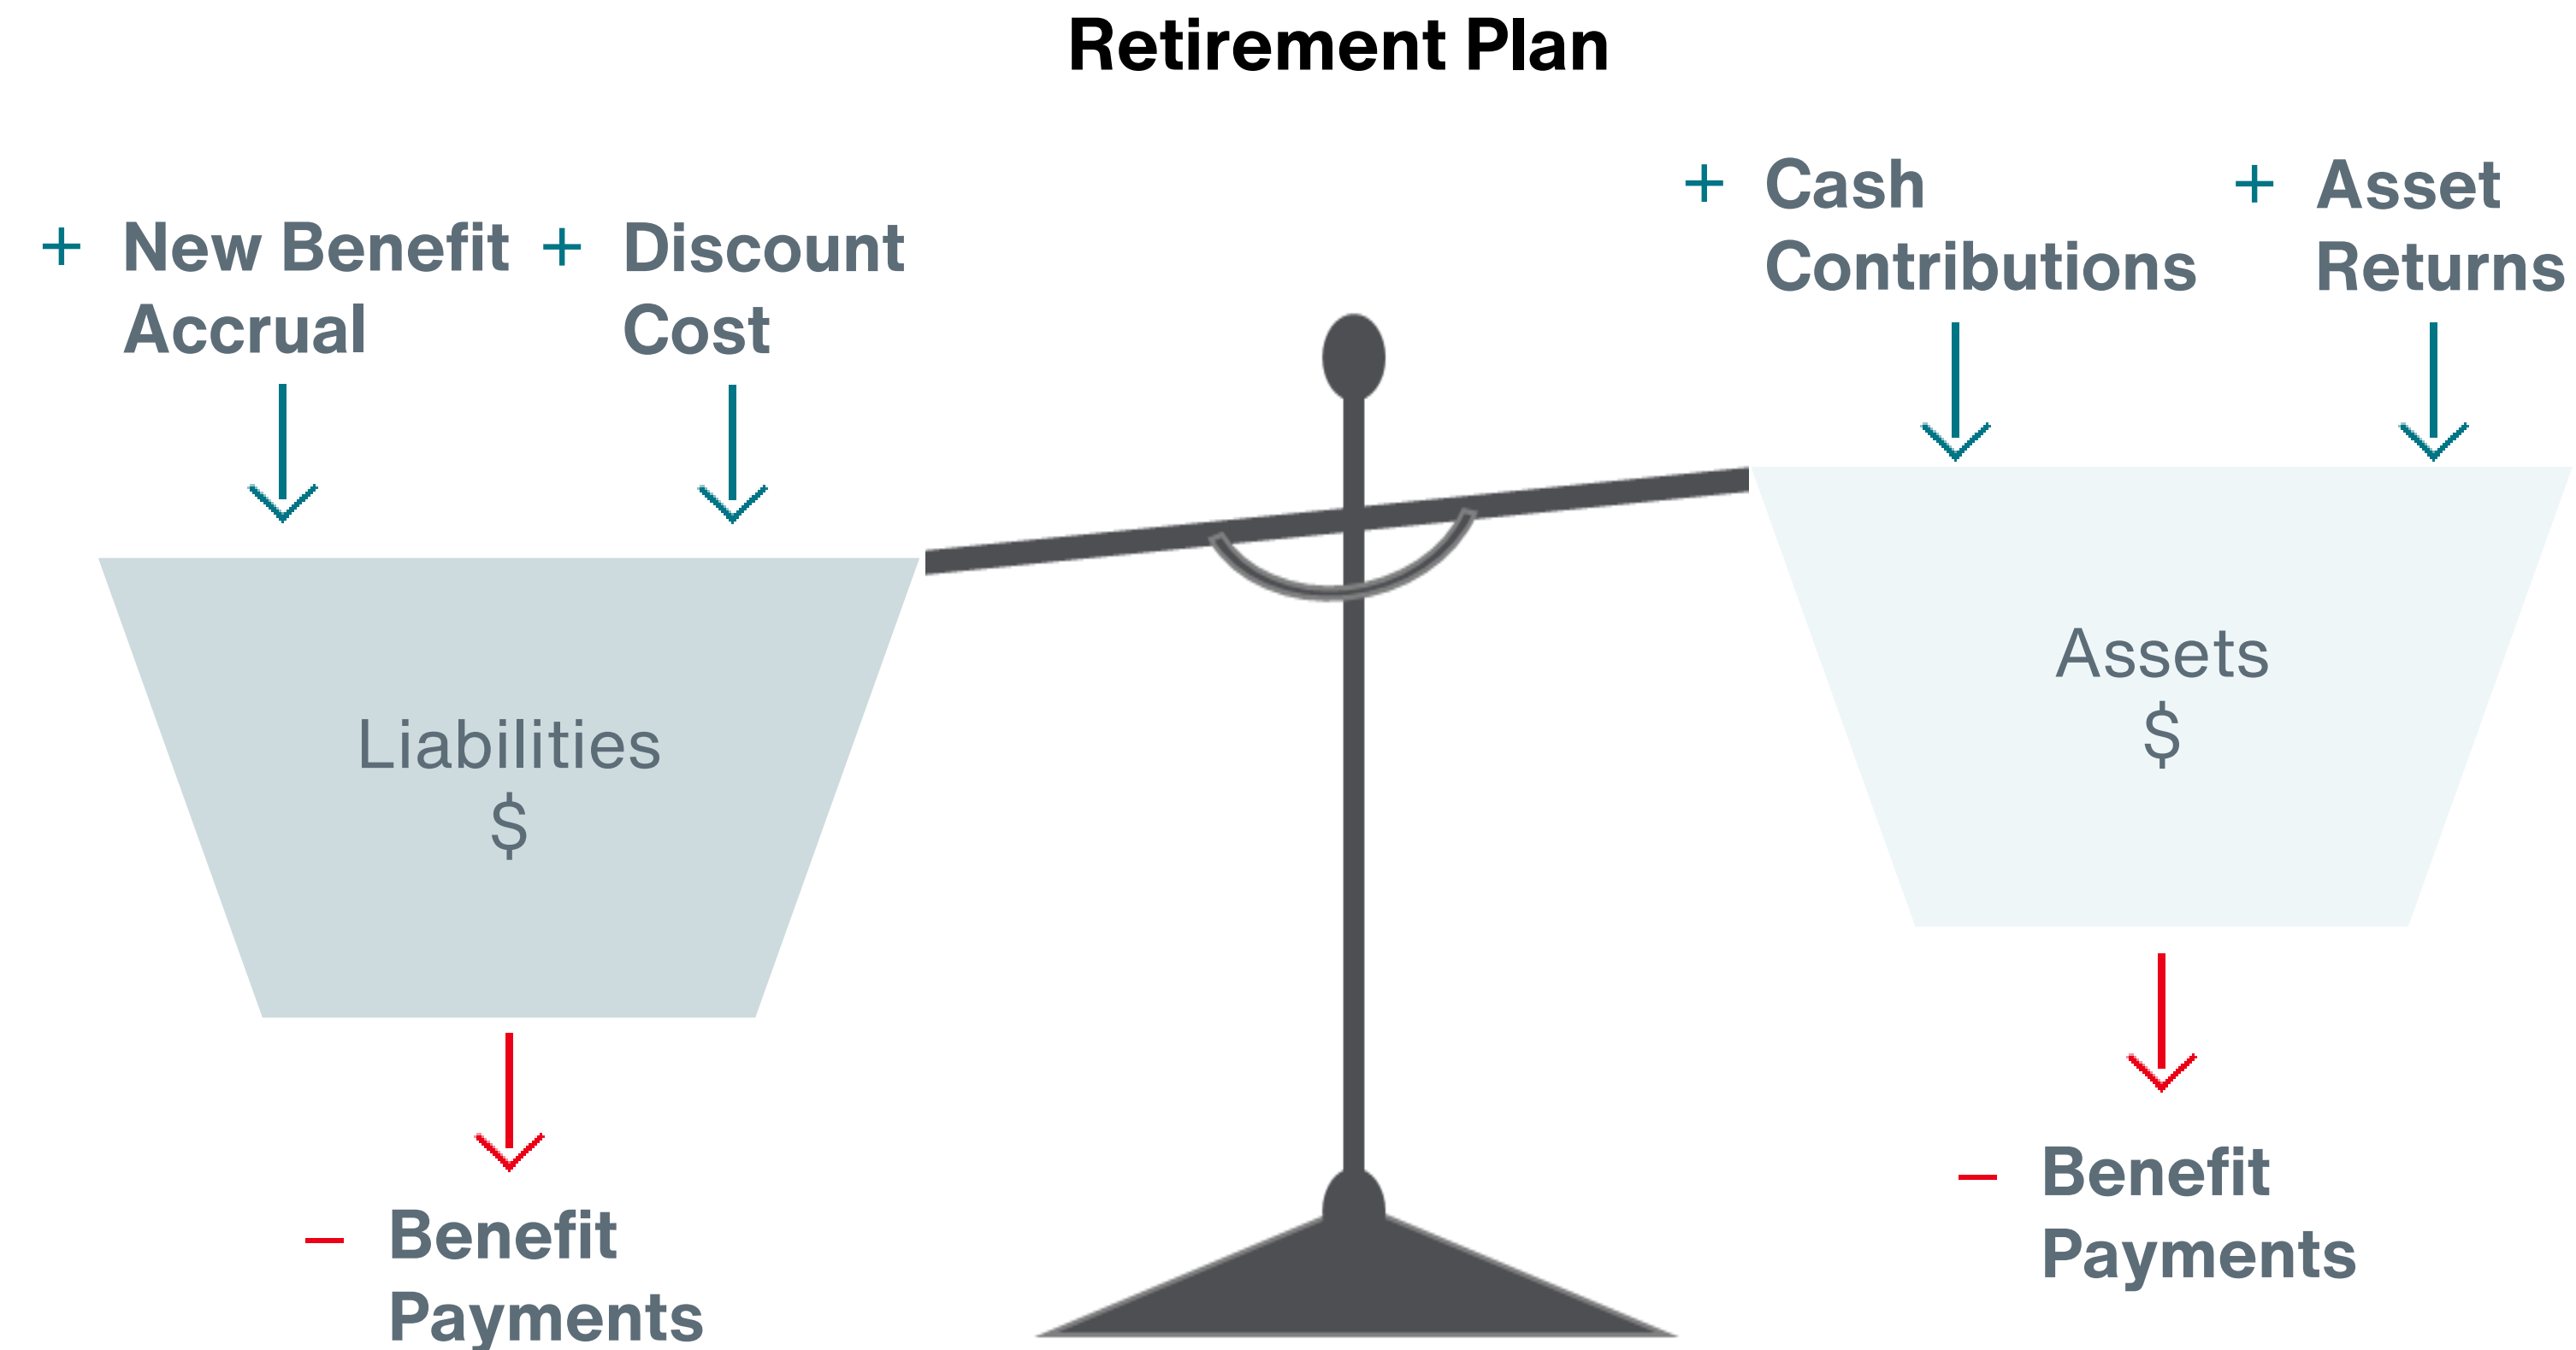 Retirement Plan
+ New Benefit
Accrual
+ Discount
Cost
+ Cash
Contributions
+ Asset
Returns
Liabilities
$
Assets
$
– Benefit
Payments
– Benefit
Payments